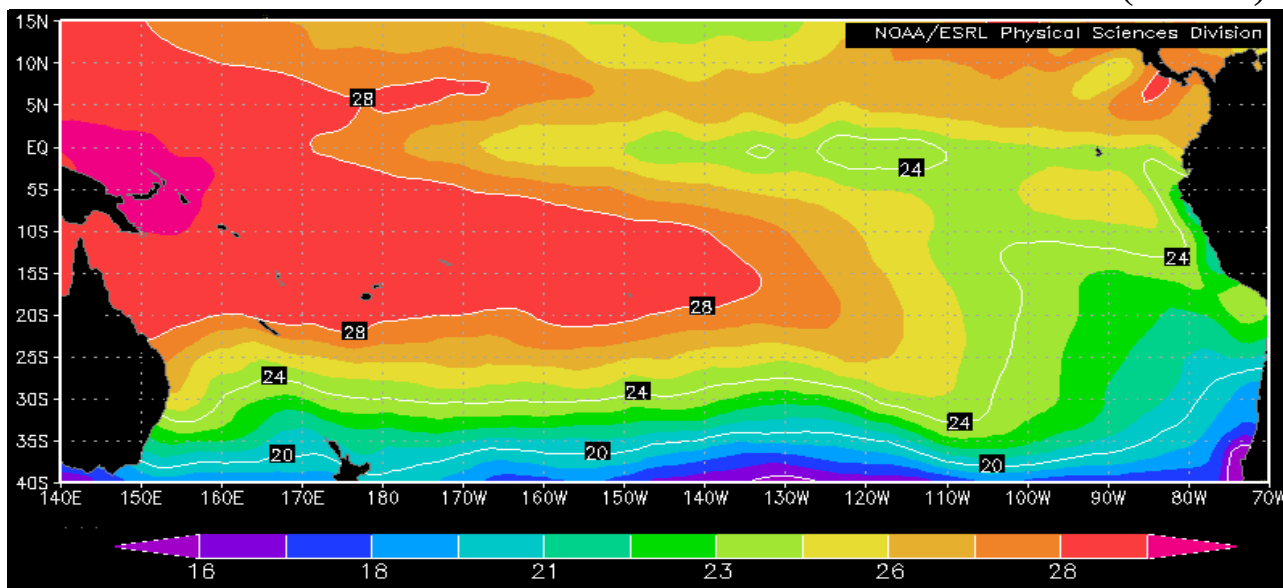 15N
NOAA/ESRL Physical Sciences Division
10N
5N
28
EQ
24
5S
10S
24
15S
28
20S
28
25S
24
24
30S
24
35S
20
20
20
40S
140E 150E 160E 170E 180 170W 160W 150W 140W 130W 120W 110W 100W 90W 80W 70W
16 18 21 23 26 28